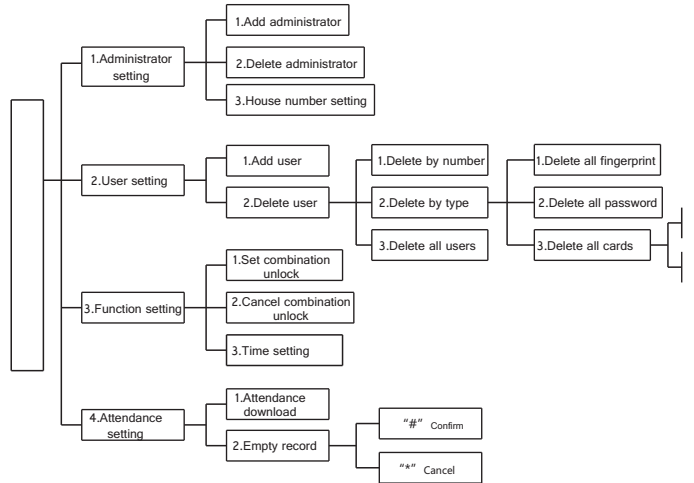 1.Add administrator
1.Administrator
setting
2.Delete administrator
3.House number setting
2.User setting
1.Add user
2.Delete user
1.Delete by number
2.Delete by type
3.Delete all users
1.Delete all fingerprint
2.Delete all password
3.Delete all cards
3.Function setting
1.Set combination
unlock
2.Cancel combination
unlock
3.Time setting
4.Attendance
setting
1.Attendance
download
2.Empty record
"#" Confirm
"*" Cancel